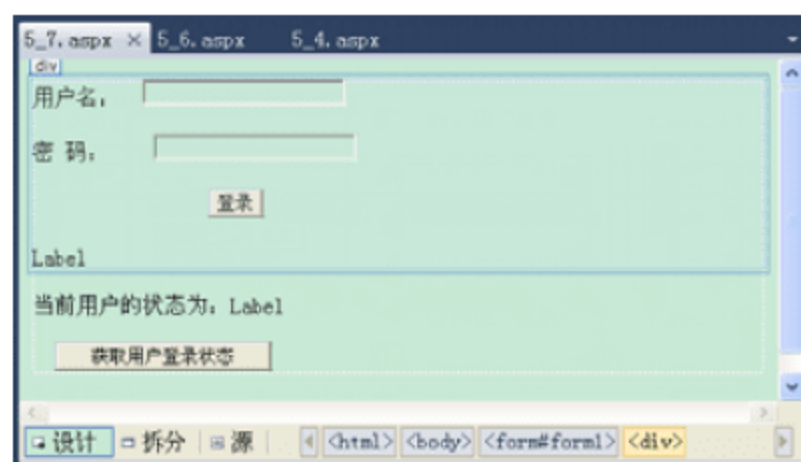 5_7.aspx × 5_6.aspx 5_4.aspx
div
用户名：
密 码：
登录
Label
当前用户的状态为：Label
获取用户登录状态
设计 拆分 源 <html> <body> <form#form1> <div>